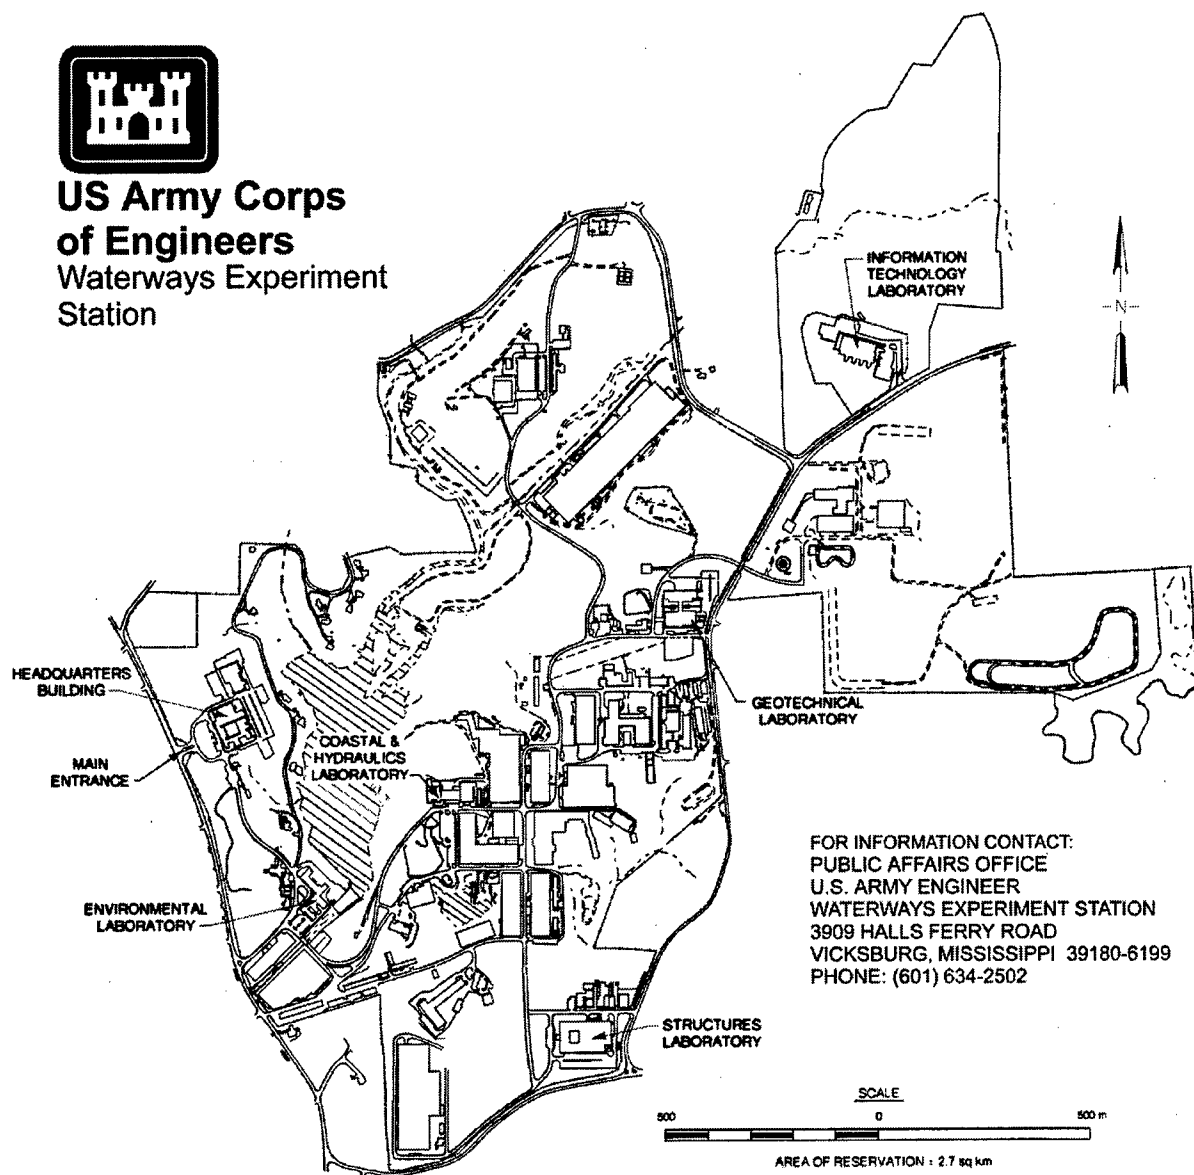 US Army Corps
of Engineers
Waterways Experiment
Station
INFORMATION
TECHNOLOGY
LABORATORY
N
HEADQUARTERS
BUILDING
MAIN
ENTRANCE
COASTAL &
HYDRAULICS
LABORATORY
GEOTECHNICAL
LABORATORY
ENVIRONMENTAL
LABORATORY
FOR INFORMATION CONTACT:
PUBLIC AFFAIRS OFFICE
U.S. ARMY ENGINEER
WATERWAYS EXPERIMENT STATION
3909 HALLS FERRY ROAD
VICKSBURG, MISSISSIPPI 39180-6199
PHONE: (601) 634-2502
STRUCTURES
LABORATORY
SCALE
500 0 500 m
AREA OF RESERVATION : 2.7 sq km